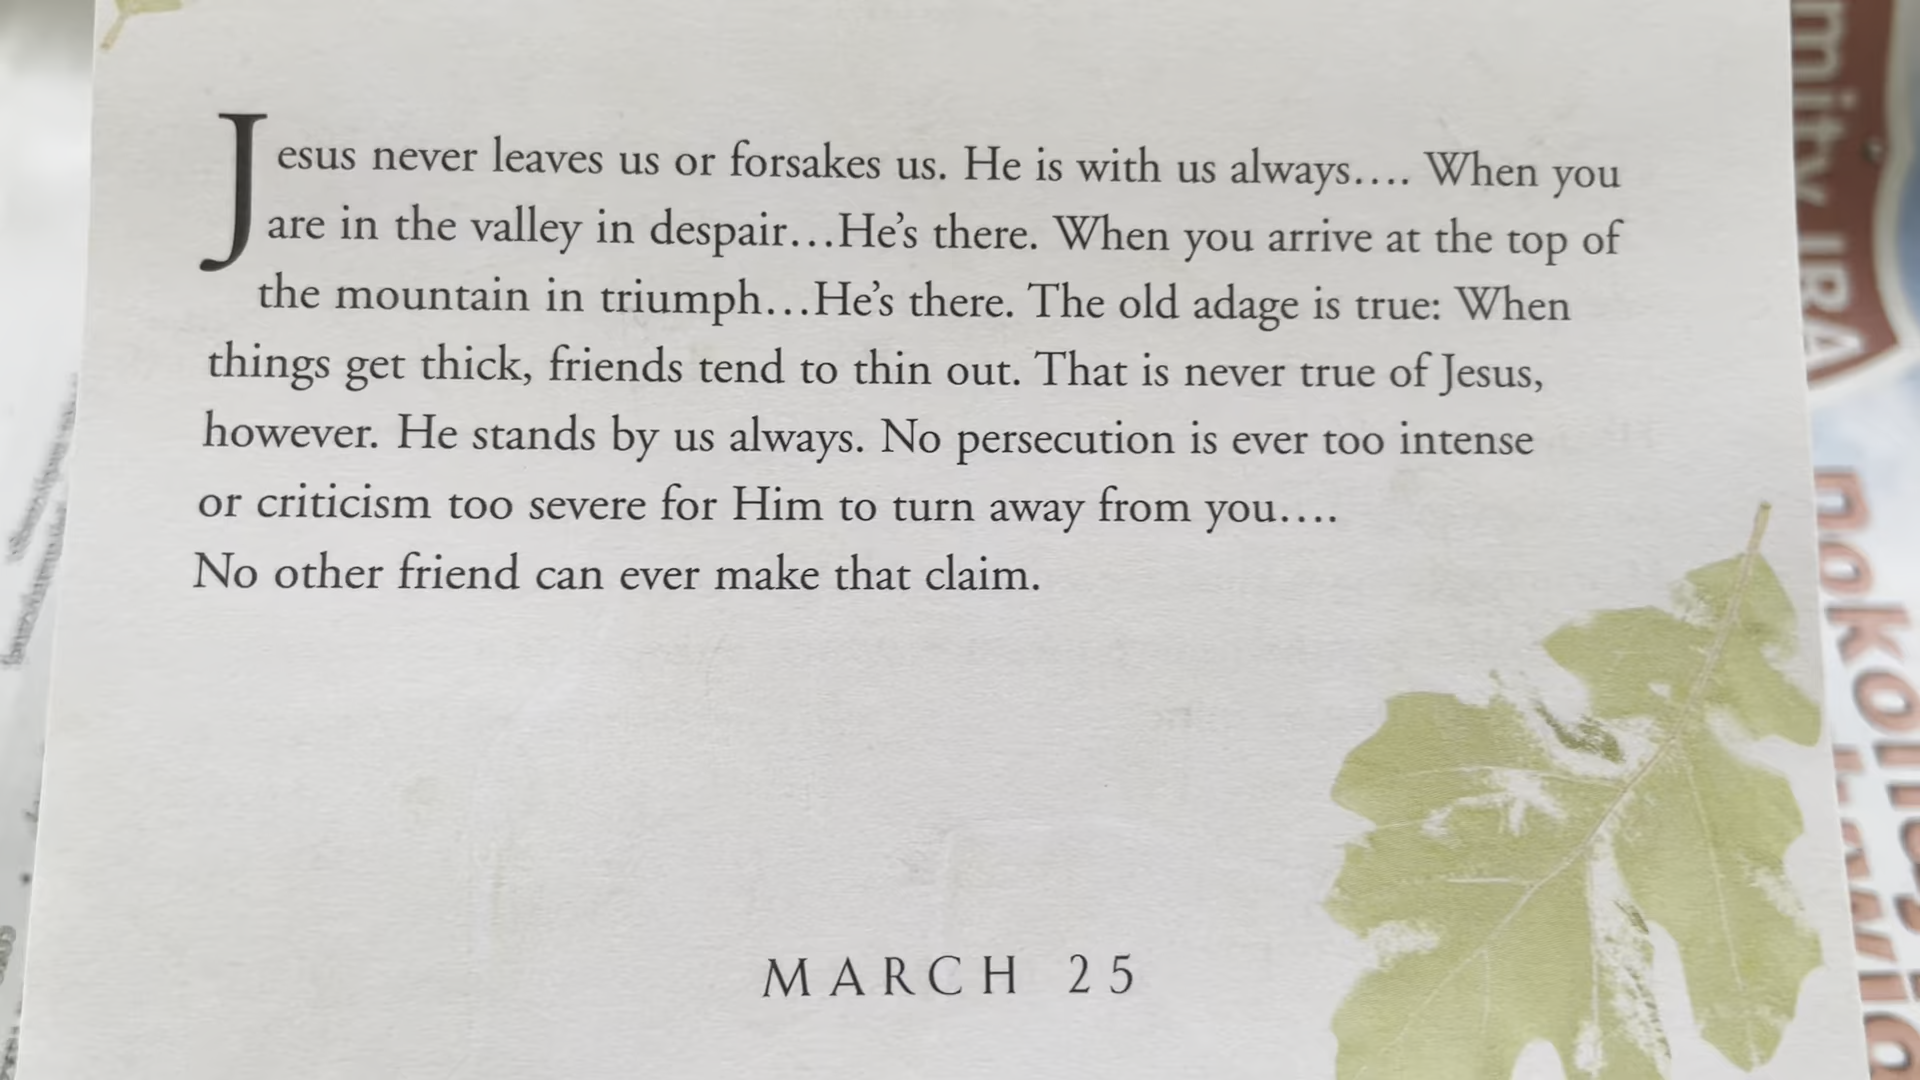 Jesus never leaves us or forsakes us. He is with us always.... When you
are in the valley in despair...He's there. When you arrive at the top of
the mountain in triumph...He's there. The old adage is true: When
things get thick, friends tend to thin out. That is never true of Jesus,
however. He stands by us always. No persecution is ever too intense
or criticism too severe for Him to turn away from you....
No other friend can ever make that claim.
MARCH 25
mity IRA